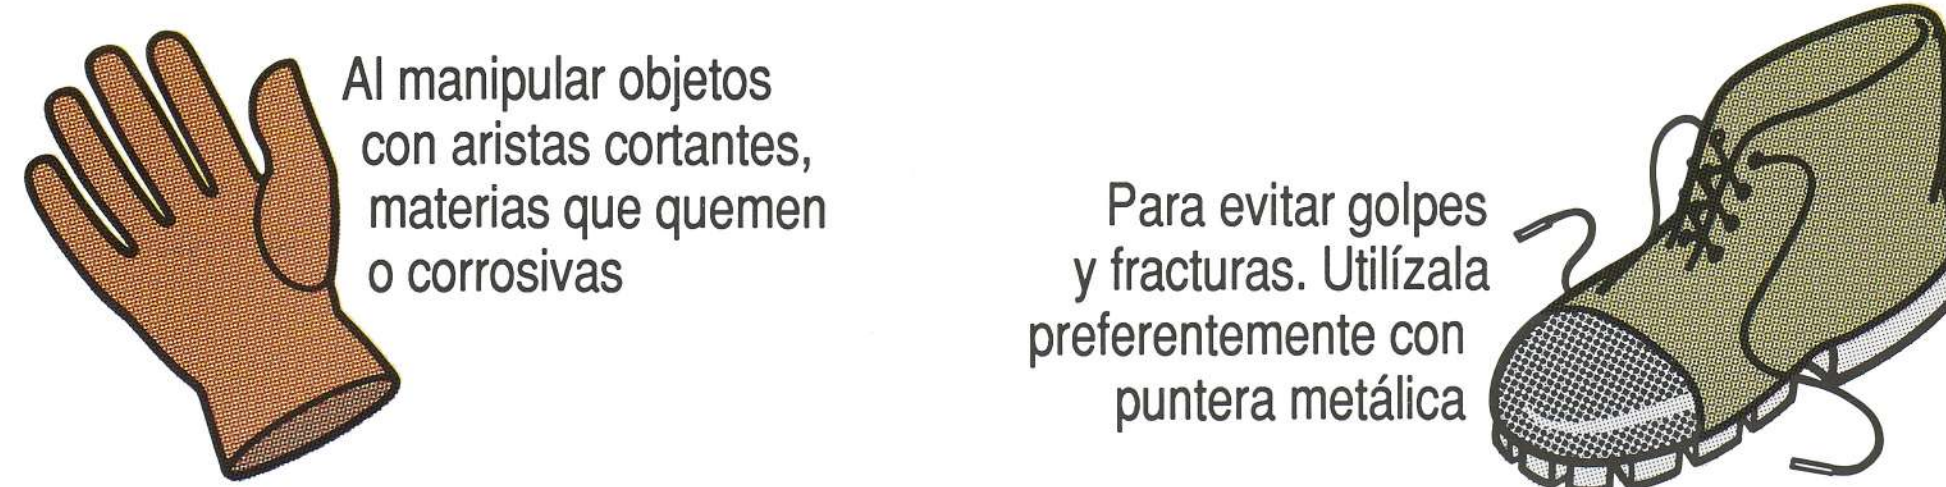 Al manipular objetos
con aristas cortantes,
materias que quemen
o corrosivas
Para evitar golpes
y fracturas. Utilízala
preferentemente con
puntera metálica